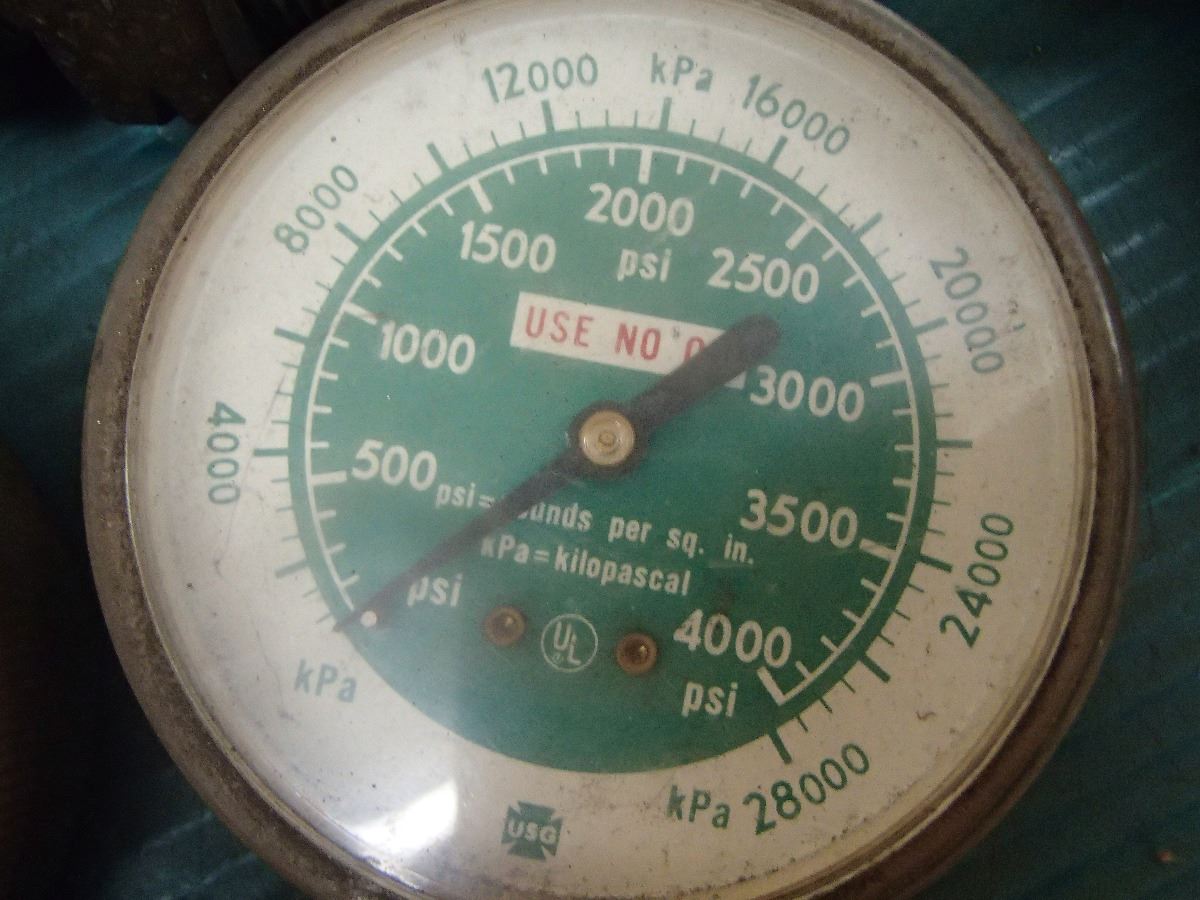 12000 kPa 16000
8000
20000
4000
24000
kPa
kPa 28000
2000
1500 psi 2500
USE NO
1000
3000
500
psi= per sq. in.
3500
kPa=kilopascal
psi
UL
4000
psi
USG